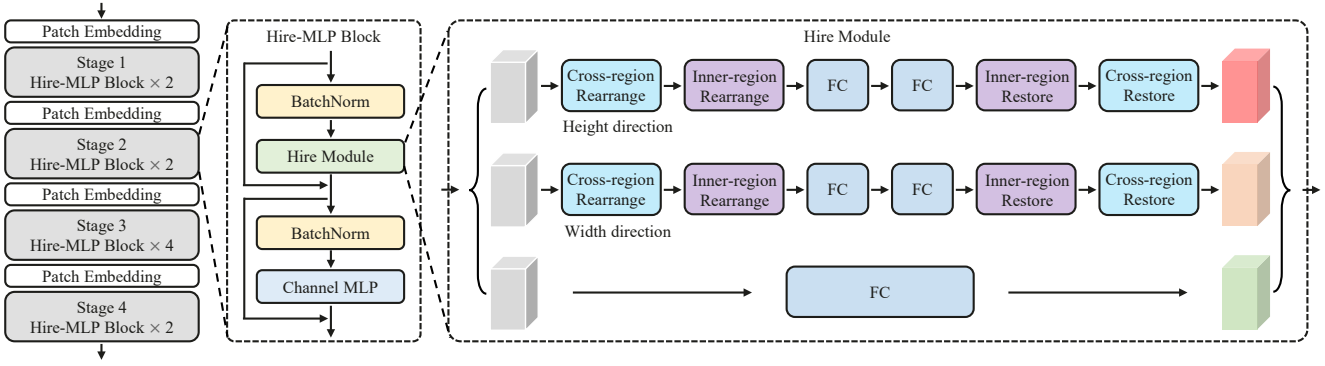 Patch Embedding
Stage 1
Hire-MLP Block × 2
Patch Embedding
Stage 2
Hire-MLP Block × 2
Patch Embedding
Stage 3
Hire-MLP Block × 4
Patch Embedding
Stage 4
Hire-MLP Block × 2
Hire-MLP Block
BatchNorm
Hire Module
BatchNorm
Channel MLP
Hire Module
Cross-region
Rearrange
Inner-region
Rearrange
FC
FC
Inner-region
Restore
Cross-region
Restore
Height direction
Cross-region
Rearrange
Inner-region
Rearrange
FC
FC
Inner-region
Restore
Cross-region
Restore
Width direction
FC